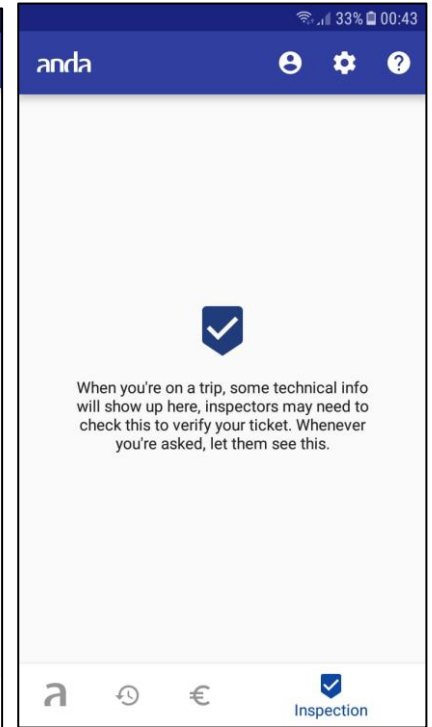 33% 00:43
anda
When you're on a trip, some technical info
will show up here, inspectors may need to
check this to verify your ticket. Whenever
you're asked, let them see this.
a €
Inspection